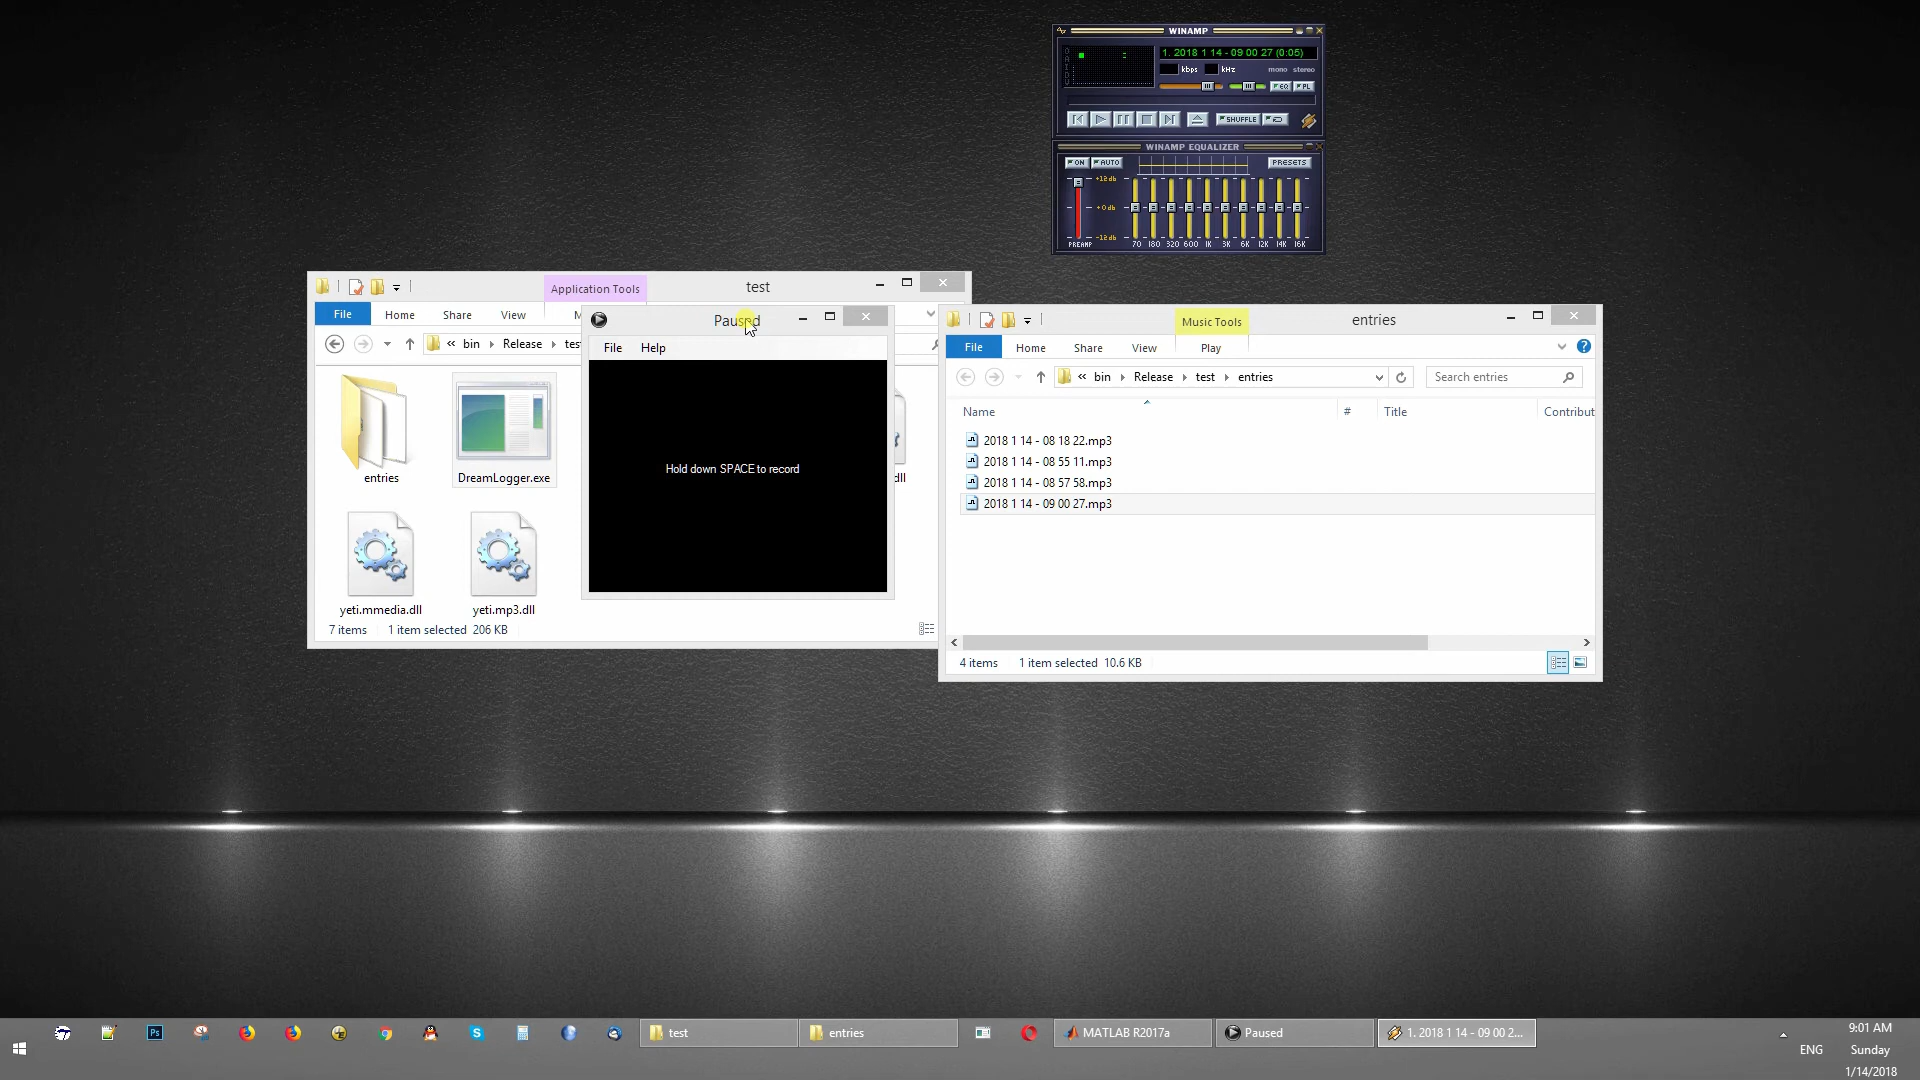 WINAMP
1. 2018 1 14 - 09 00 27 (0:05)
kbps kHz mono stereo
EQ PL
SHUFFLE
WINAMP EQUALIZER
ON AUTO PRESETS
+12 db
+0 db
-12 db
PREAMP 70 180 320 600 1K 3K 6K 12K 14K 16K
Application Tools test
File Home Share View M
« bin Release tes
entries
DreamLogger.exe
dll
yeti.mmedia.dll
yeti.mp3.dll
7 items 1 item selected 206 KB
Paused
File Help
Hold down SPACE to record
Music Tools entries
File Home Share View Play
« bin Release test entries
Search entries
Name # Title Contribut
2018 1 14 - 08 18 22.mp3
2018 1 14 - 08 55 11.mp3
2018 1 14 - 08 57 58.mp3
2018 1 14 - 09 00 27.mp3
4 items 1 item selected 10.6 KB
Ps
test
entries
MATLAB R2017a
Paused
1. 2018 1 14 - 09 00 2...
ENG
9:01 AM
Sunday
1/14/2018